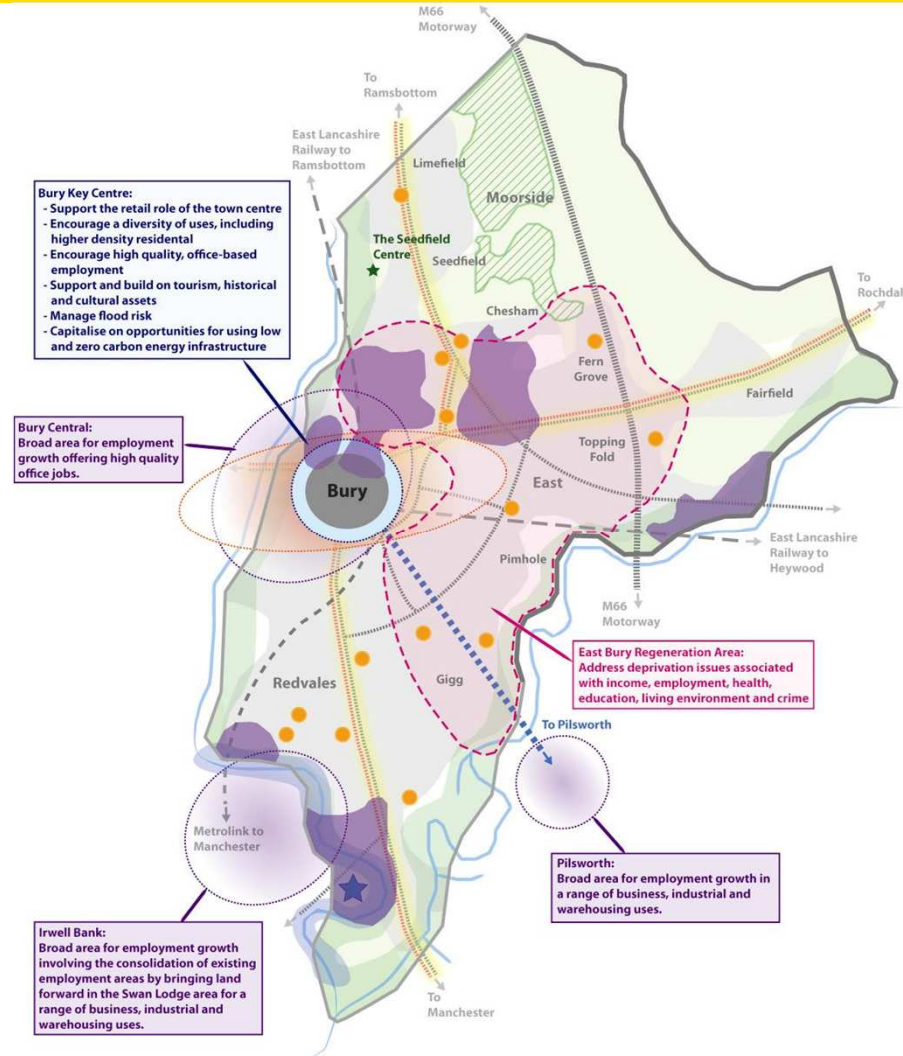 M66
Motorway
To
Ramsbottom
East Lancashire
Railway to
Ramsbottom
Limefield
Moorside
Bury Key Centre:
- Support the retail role of the town centre
- Encourage a diversity of uses, including
higher density residental
- Encourage high quality, office-based
employment
- Support and build on tourism, historical
and cultural assets
- Manage flood risk
- Capitalise on opportunities for using low
and zero carbon energy infrastructure
The Seedfield
Centre
Seedfield
Chesham
To
Rochdal
Fern
Grove
Fairfield
Bury Central:
Broad area for employment
growth offering high quality
office jobs.
Topping
Fold
Bury
East
Pimhole
East Lancashire
Railway to
Heywood
M66
Motorway
East Bury Regeneration Area:
Address deprivation issues associated
with income, employment, health,
education, living environment and crime
Redvales
Gigg
To Pilsworth
Metrolink to
Manchester
Pilsworth:
Broad area for employment growth in
a range of business, industrial and
warehousing uses.
Irwell Bank:
Broad area for employment growth
involving the consolidation of existing
employment areas by bringing land
forward in the Swan Lodge area for a
range of business, industrial and
warehousing uses.
To
Manchester